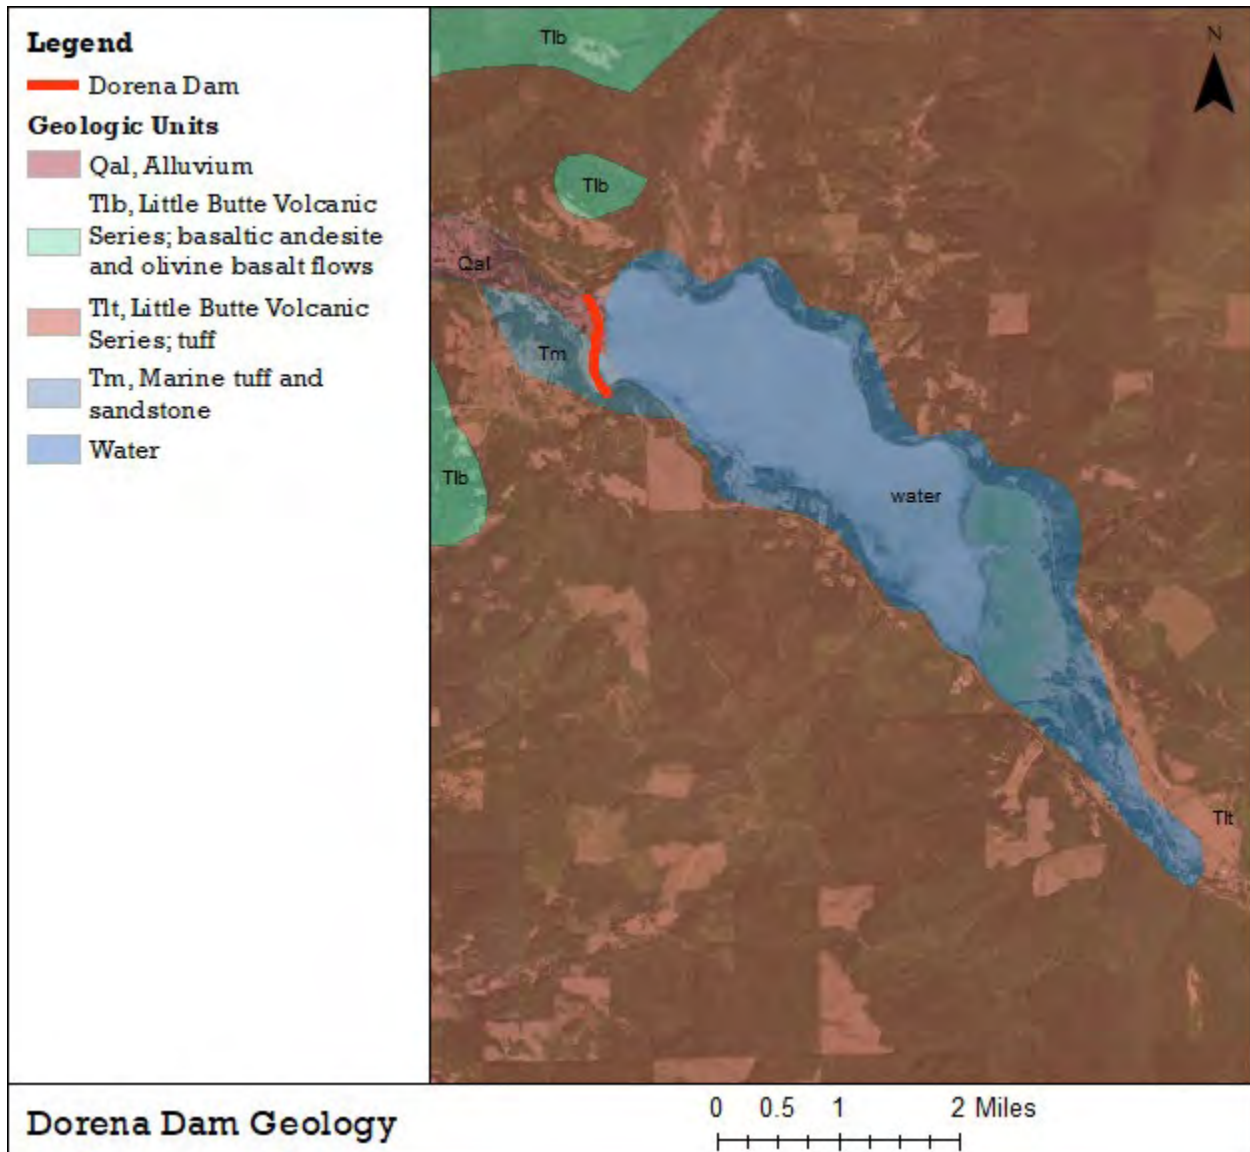 Legend
Dorena Dam
Geologic Units
Qal, Alluvium
Tlb, Little Butte Volcanic
Series; basaltic andesite
and olivine basalt flows
Tlt, Little Butte Volcanic
Series; tuff
Tm, Marine tuff and
sandstone
Water
Tlb
N
Tlb
Qal
Tm
Tlb
water
Tlt
Dorena Dam Geology
0 0.5 1 2 Miles